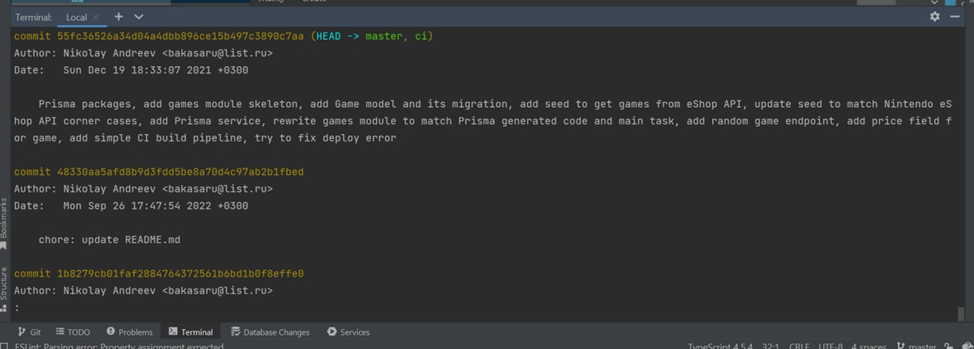 Terminal: Local × +
commit 55fc36526a34d04a4dbb896ce15b497c3890c7aa (HEAD -> master, ci)
Author: Nikolay Andreev <bakasaru@list.ru>
Date:   Sun Dec 19 18:33:07 2021 +0300
Prisma packages, add games module skeleton, add Game model and its migration, add seed to get games from eShop API, update seed to match Nintendo eS
hop API corner cases, add Prisma service, rewrite games module to match Prisma generated code and main task, add random game endpoint, add price field f
or game, add simple CI build pipeline, try to fix deploy error
commit 48330aa5afd8b9d3fdd5be8a70d4c97ab2b1fbed
Author: Nikolay Andreev <bakasaru@list.ru>
Date:   Mon Sep 26 17:47:54 2022 +0300
chore: update README.md
commit 1b8279cb01faf2884764372561b6bd1b0f8effe0
Author: Nikolay Andreev <bakasaru@list.ru>
:
Bookmarks
Structure
Git TODO Problems Terminal Database Changes Services
ESLint: Parsing error: Property assignment expected. TypeScript 4.5.4 32:1 CRLF UTF-8 4 spaces master